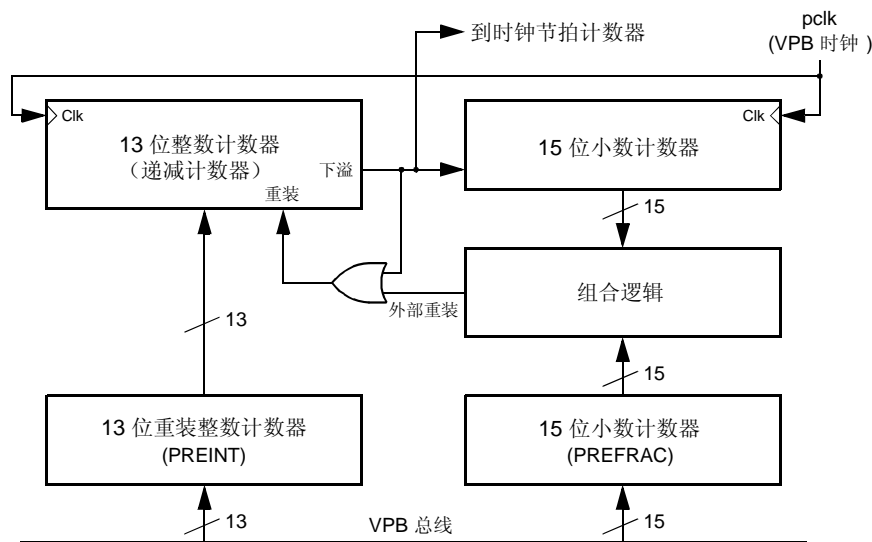 pclk
(VPB 时钟 )
到时钟节拍计数器
Clk
13 位整数计数器
（递减计数器）
下溢
重装
Clk
15 位小数计数器
15
组合逻辑
外部重装
13
15
13 位重装整数计数器
(PREINT)
15 位小数计数器
(PREFRAC)
13
VPB 总线
15